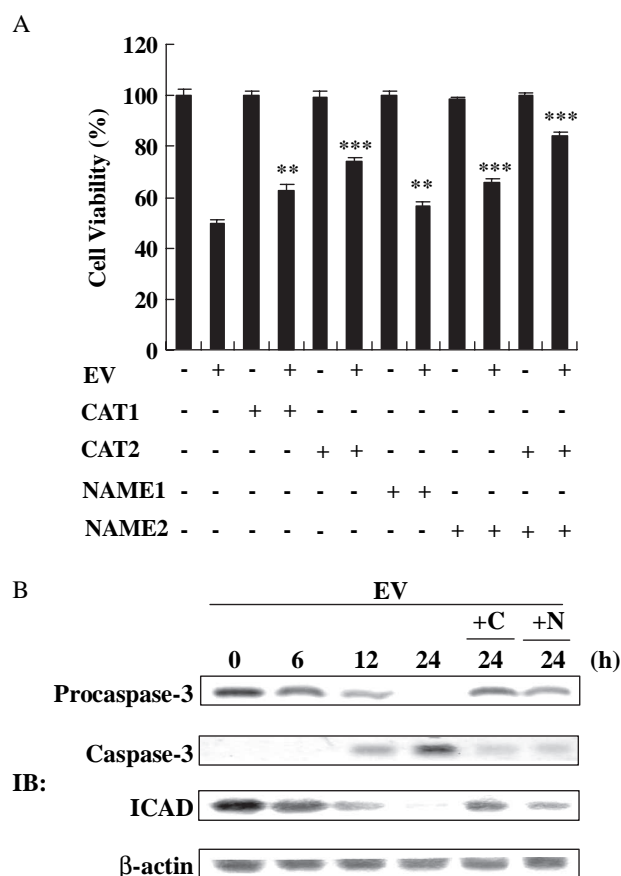 A
120
100
80
60
40
20
0
Cell Viability (%)
** *** ** *** ***
EV - + - + - + - + - + - +
CAT1 - - + + - - - - - - - -
CAT2 - - - - + + - - - - + +
NAME1 - - - - - - + + - - - -
NAME2 - - - - - - - - + + + +
B
EV
+C +N
0 6 12 24 24 24 (h)
Procaspase-3
Caspase-3
IB:
ICAD
β-actin